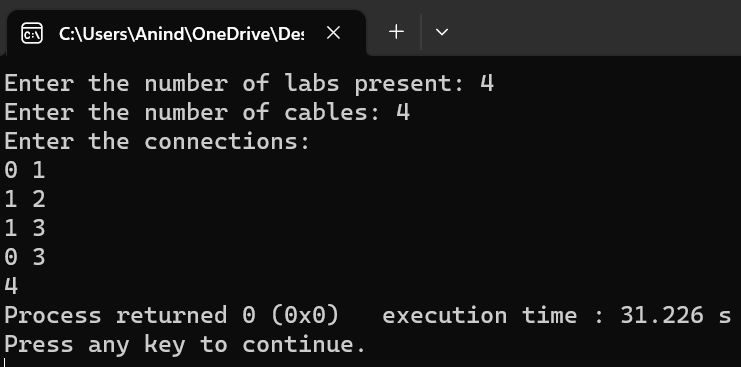 C:\Users\Anind\OneDrive\Des
Enter the number of labs present: 4
Enter the number of cables: 4
Enter the connections:
0 1
1 2
1 3
0 3
4
Process returned 0 (0x0)   execution time : 31.226 s
Press any key to continue.